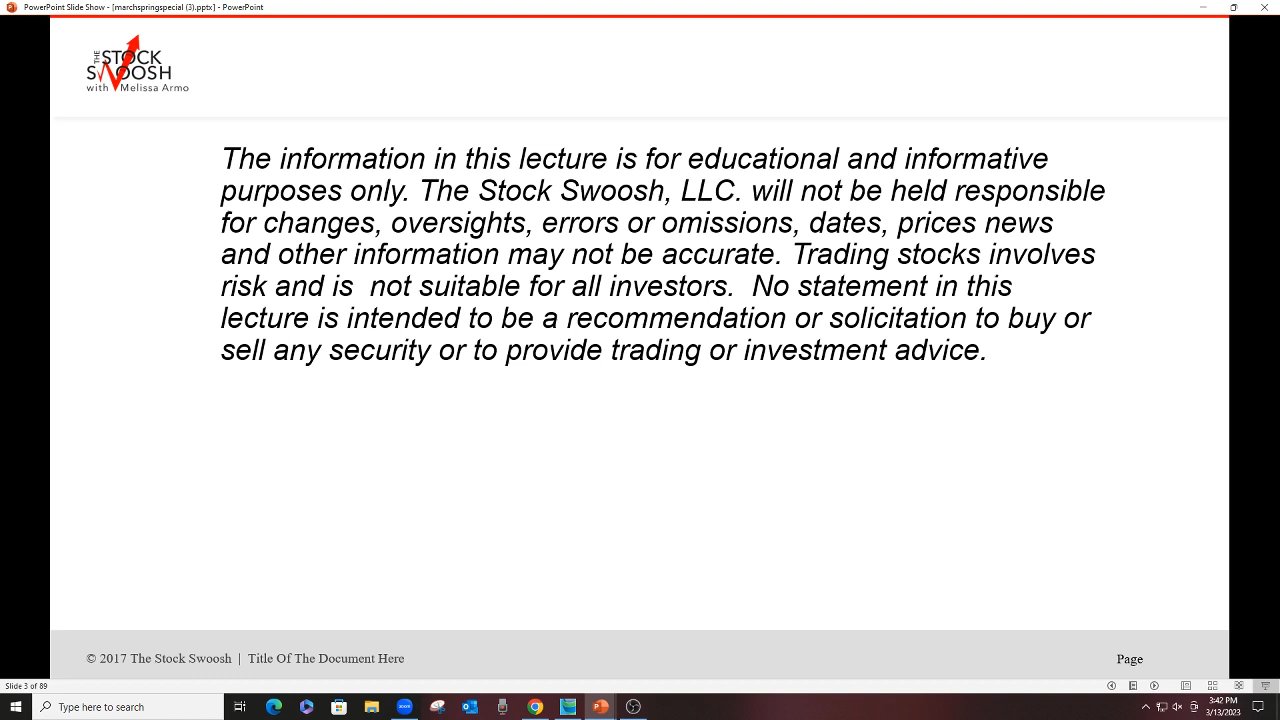 PowerPoint Slide Show - [marchspringspecial (3).pptx] - PowerPoint
THE STOCK
SWOOSH
with Melissa Armo
The information in this lecture is for educational and informative
purposes only. The Stock Swoosh, LLC. will not be held responsible
for changes, oversights, errors or omissions, dates, prices news
and other information may not be accurate. Trading stocks involves
risk and is  not suitable for all investors.  No statement in this
lecture is intended to be a recommendation or solicitation to buy or
sell any security or to provide trading or investment advice.
© 2017 The Stock Swoosh | Title Of The Document Here
Page
Slide 3 of 89
Type here to search
zoom
3:42 PM
3/13/2023